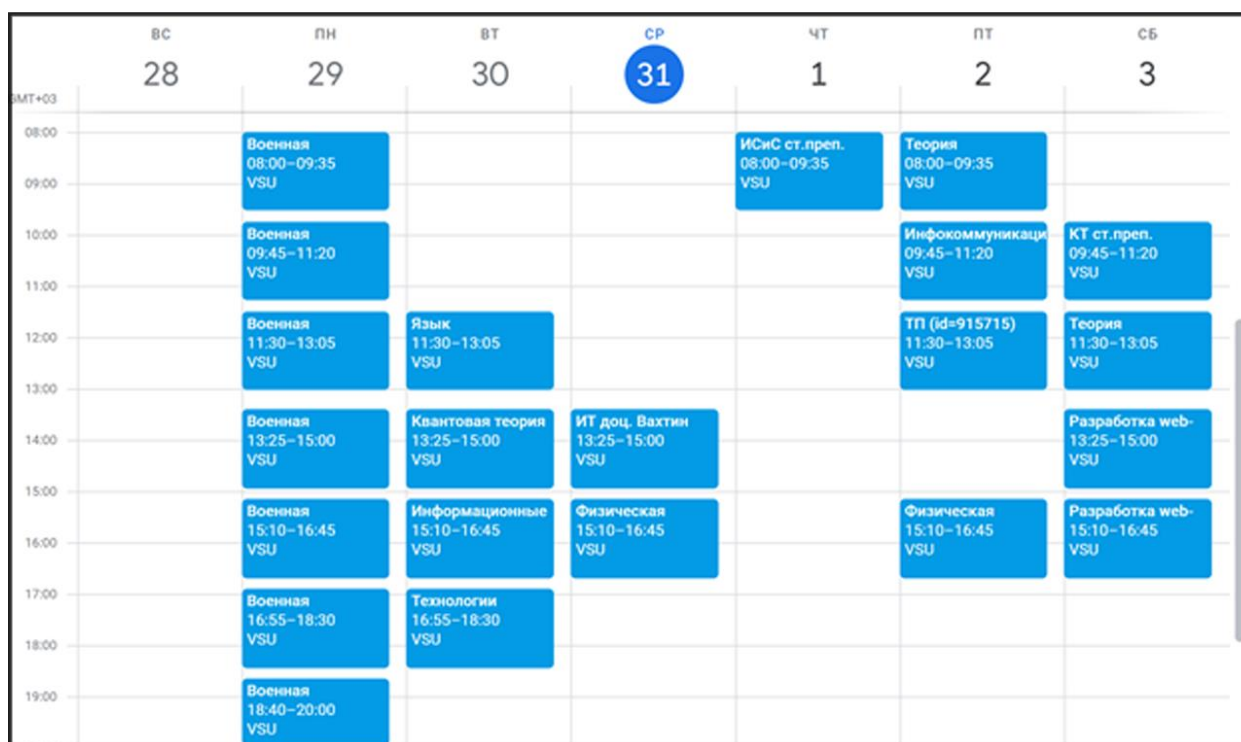 ВС ПН ВТ СР ЧТ ПТ СБ
28 29 30 31 1 2 3
GMT+03
08:00
09:00
10:00
11:00
12:00
13:00
14:00
15:00
16:00
17:00
18:00
19:00
Военная
08:00–09:35
VSU
Военная
09:45–11:20
VSU
Военная
11:30–13:05
VSU
Военная
13:25–15:00
VSU
Военная
15:10–16:45
VSU
Военная
16:55–18:30
VSU
Военная
18:40–20:00
VSU
Язык
11:30–13:05
VSU
Квантовая теория
13:25–15:00
VSU
Информационные
15:10–16:45
VSU
Технологии
16:55–18:30
VSU
ИТ доц. Вахтин
13:25–15:00
VSU
Физическая
15:10–16:45
VSU
ИСиС ст.преп.
08:00–09:35
VSU
Теория
08:00–09:35
VSU
Инфокоммуникаци
09:45–11:20
VSU
ТП (id=915715)
11:30–13:05
VSU
Физическая
15:10–16:45
VSU
КТ ст.преп.
09:45–11:20
VSU
Теория
11:30–13:05
VSU
Разработка web-
13:25–15:00
VSU
Разработка web-
15:10–16:45
VSU